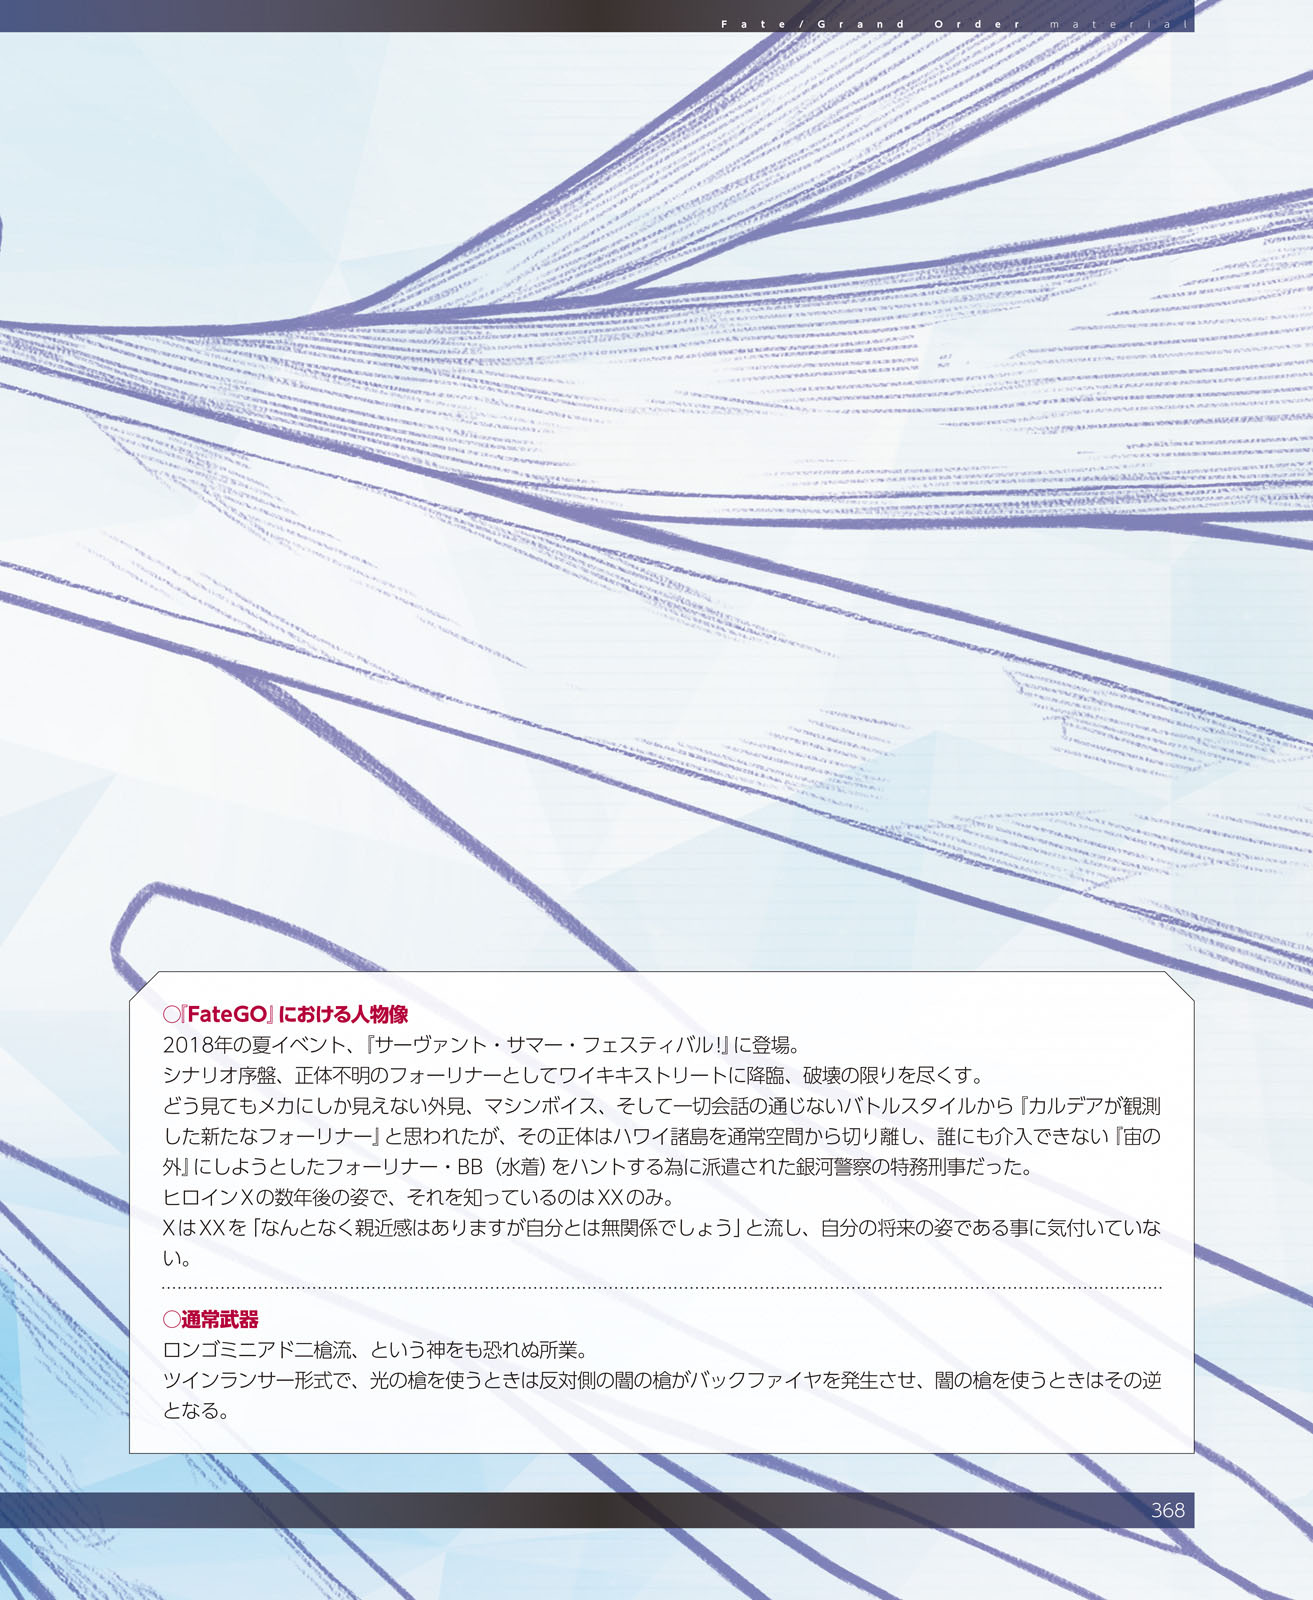 Fate/Grand Order material
○『FateGO』における人物像
2018年の夏イベント、『サーヴァント・サマー・フェスティバル！』に登場。
シナリオ序盤、正体不明のフォーリナーとしてワイキキストリートに降臨、破壊の限りを尽くす。
どう見てもメカにしか見えない外見、マシンボイス、そして一切会話の通じないバトルスタイルから『カルデアが観測
した新たなフォーリナー』と思われたが、その正体はハワイ諸島を通常空間から切り離し、誰にも介入できない『宙の
外』にしようとしたフォーリナー・BB（水着）をハントする為に派遣された銀河警察の特務刑事だった。
ヒロインXの数年後の姿で、それを知っているのはXXのみ。
XはXXを「なんとなく親近感はありますが自分とは無関係でしょう」と流し、自分の将来の姿である事に気付いていな
い。
○通常武器
ロンゴミニアド二槍流、という神をも恐れぬ所業。
ツインランサー形式で、光の槍を使うときは反対側の闇の槍がバックファイヤを発生させ、闇の槍を使うときはその逆
となる。
368